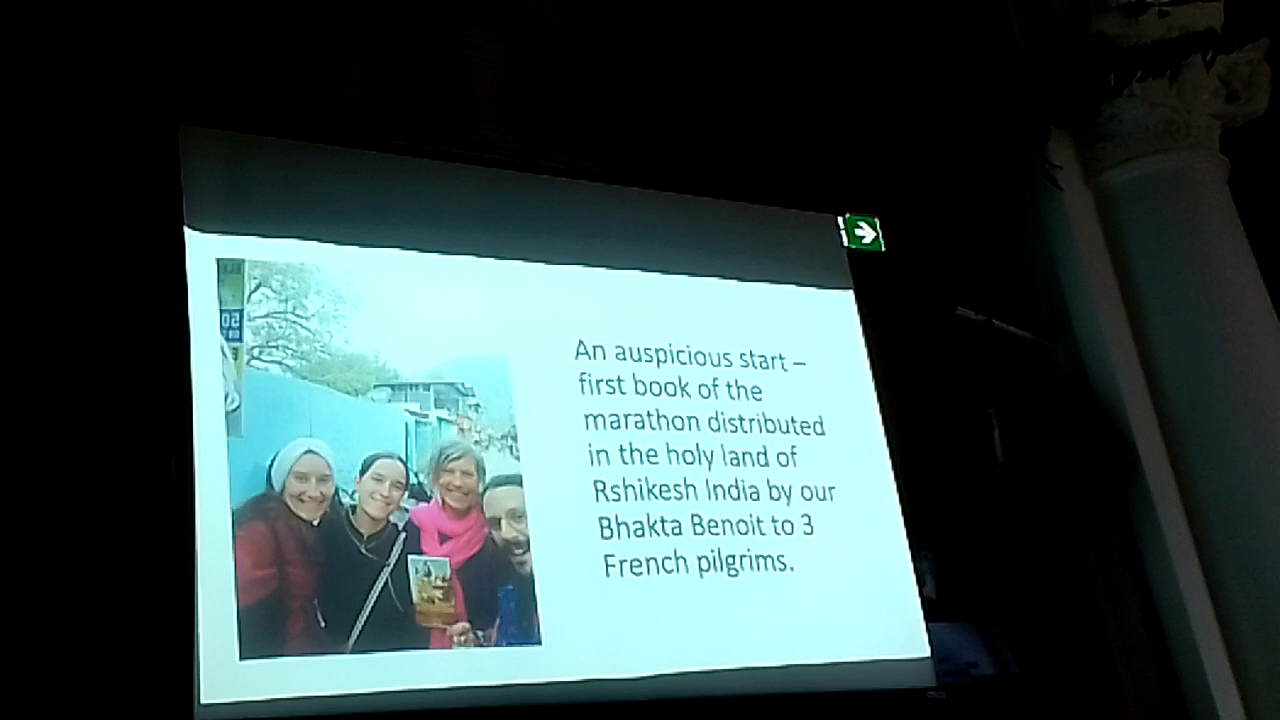 An auspicious start –
first book of the
marathon distributed
in the holy land of
Rshikesh India by our
Bhakta Benoit to 3
French pilgrims.